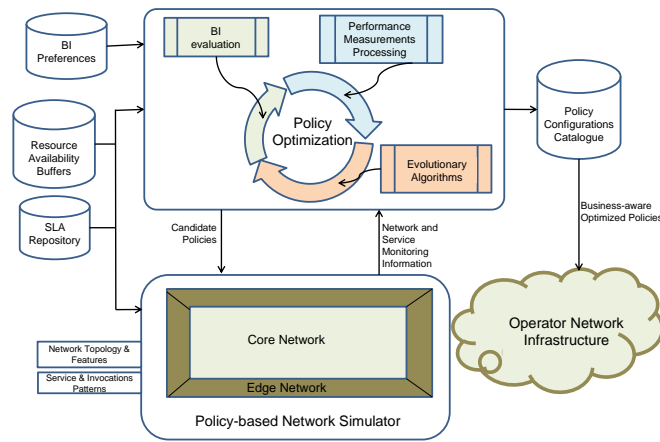 BI
Preferences
BI
evaluation
Performance
Measurements
Processing
Policy
Optimization
Evolutionary
Algorithms
Resource
Availability
Buffers
SLA
Repository
Policy
Configurations
Catalogue
Candidate
Policies
Network and
Service
Monitoring
Information
Business-aware
Optimized Policies
Core Network
Edge Network
Network Topology &
Features
Service & Invocations
Patterns
Policy-based Network Simulator
Operator Network
Infrastructure